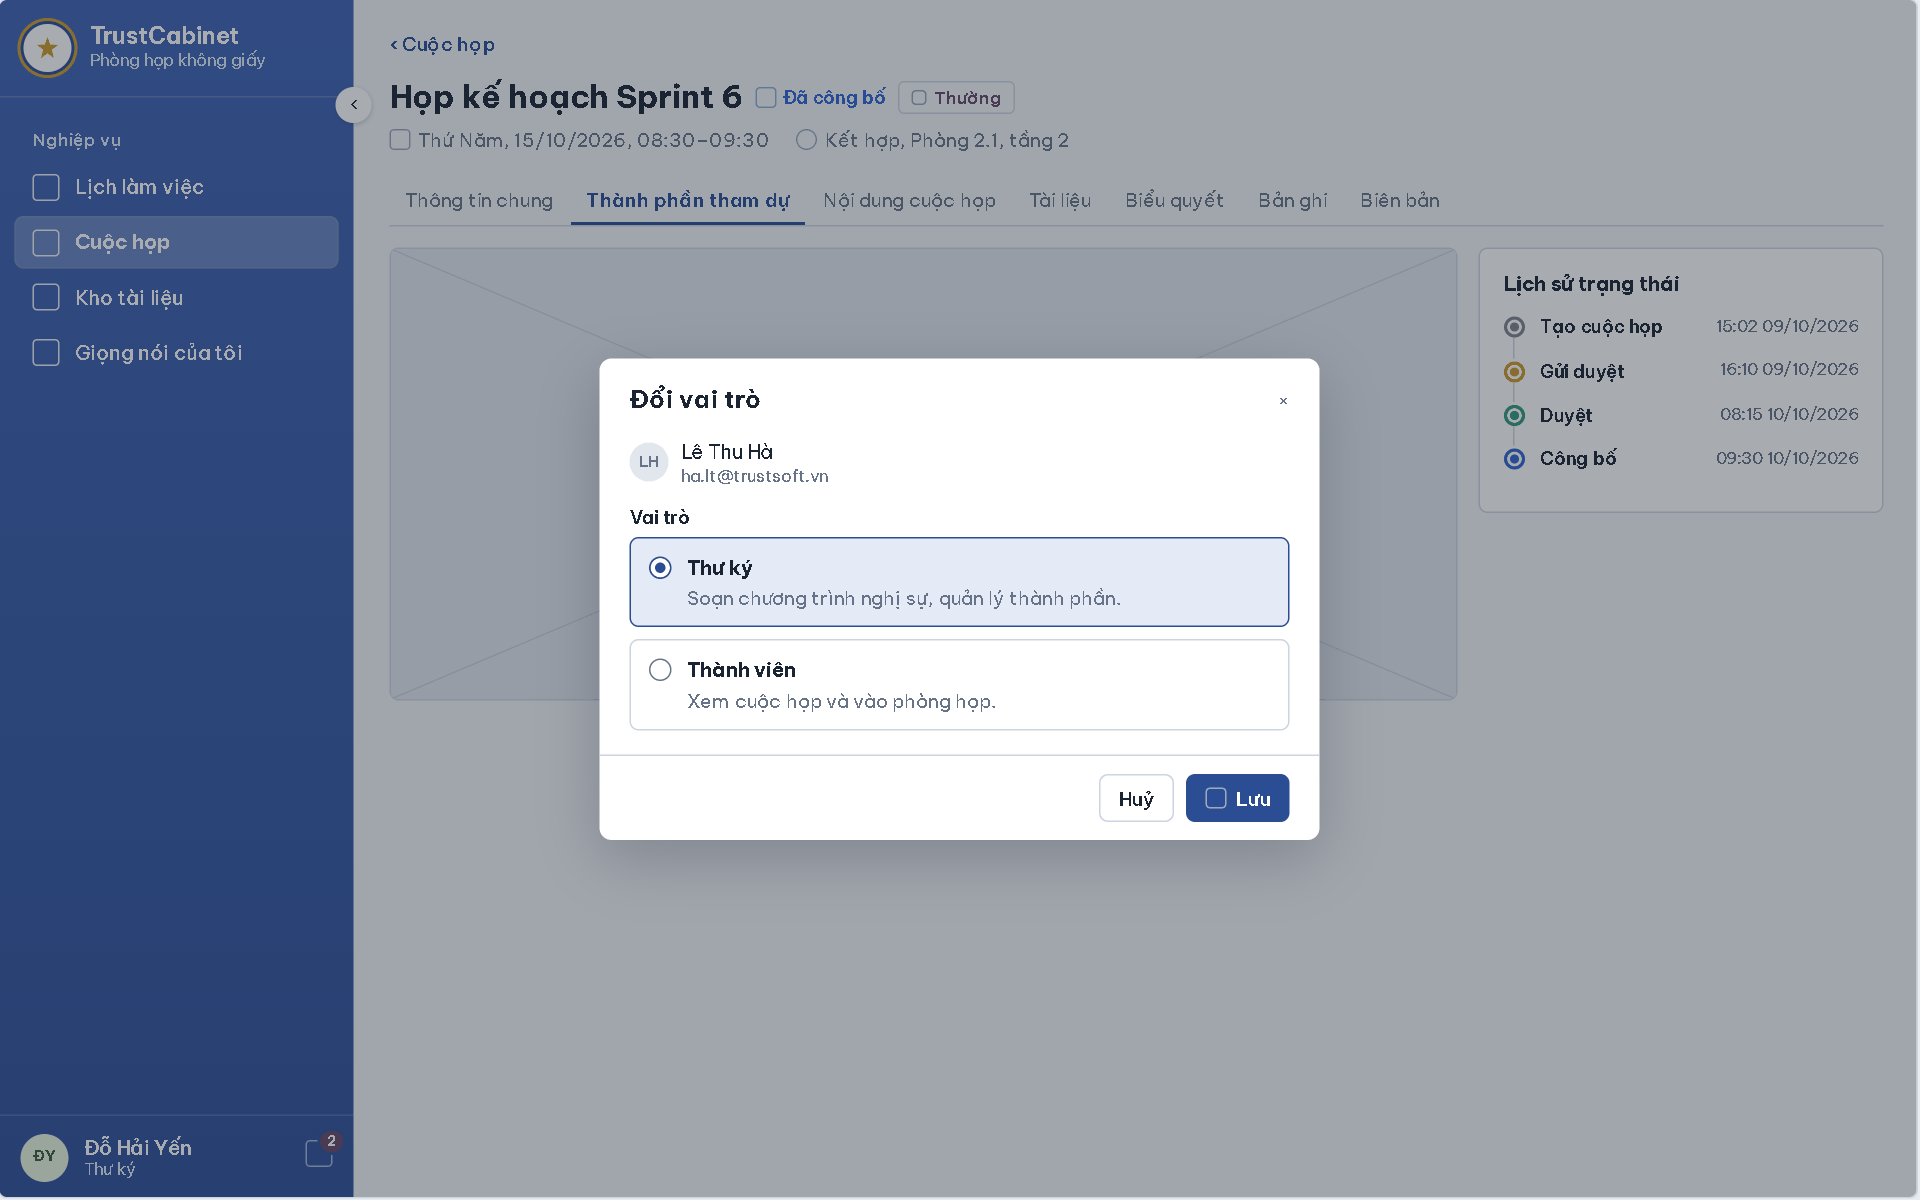 TrustCabinet
Phòng họp không giấy
Nghiệp vụ
Lịch làm việc
Cuộc họp
Kho tài liệu
Giọng nói của tôi
ĐY
Đỗ Hải Yến
Thư ký
2
‹ Cuộc họp
Họp kế hoạch Sprint 6
Đã công bố
Thường
Thứ Năm, 15/10/2026, 08:30–09:30
Kết hợp, Phòng 2.1, tầng 2
Thông tin chung
Thành phần tham dự
Nội dung cuộc họp
Tài liệu
Biểu quyết
Bản ghi
Biên bản
Lịch sử trạng thái
Tạo cuộc họp 15:02 09/10/2026
Gửi duyệt 16:10 09/10/2026
Duyệt 08:15 10/10/2026
Công bố 09:30 10/10/2026
Đổi vai trò
×
LH
Lê Thu Hà
ha.lt@trustsoft.vn
Vai trò
Thư ký
Soạn chương trình nghị sự, quản lý thành phần.
Thành viên
Xem cuộc họp và vào phòng họp.
Huỷ
Lưu